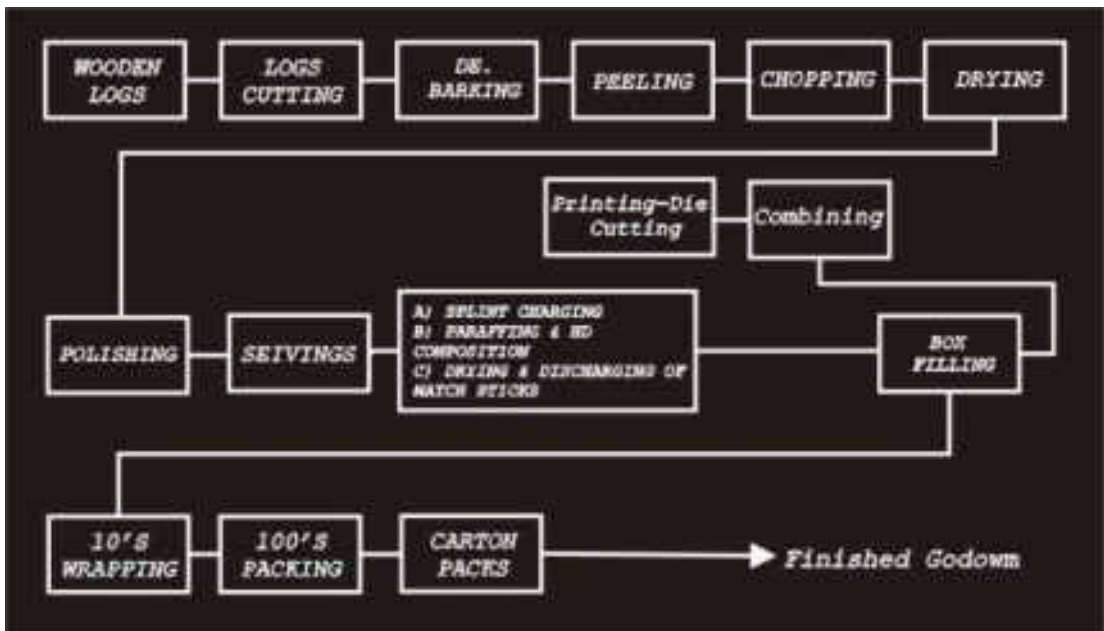 WOODEN
LOGS
LOGS
CUTTING
DE.
BARKING
PEELING
CHOPPING
DRYING
Printing-Die
Cutting
Combining
POLISHING
SEIVINGS
A) SPLINT CHARGING
B) PARAFFING & HD
COMPOSITION
C) DRYING & DISCHARGING OF
MATCH STICKS
BOX
FILLING
10'S
WRAPPING
100'S
PACKING
CARTON
PACKS
Finished Godowm